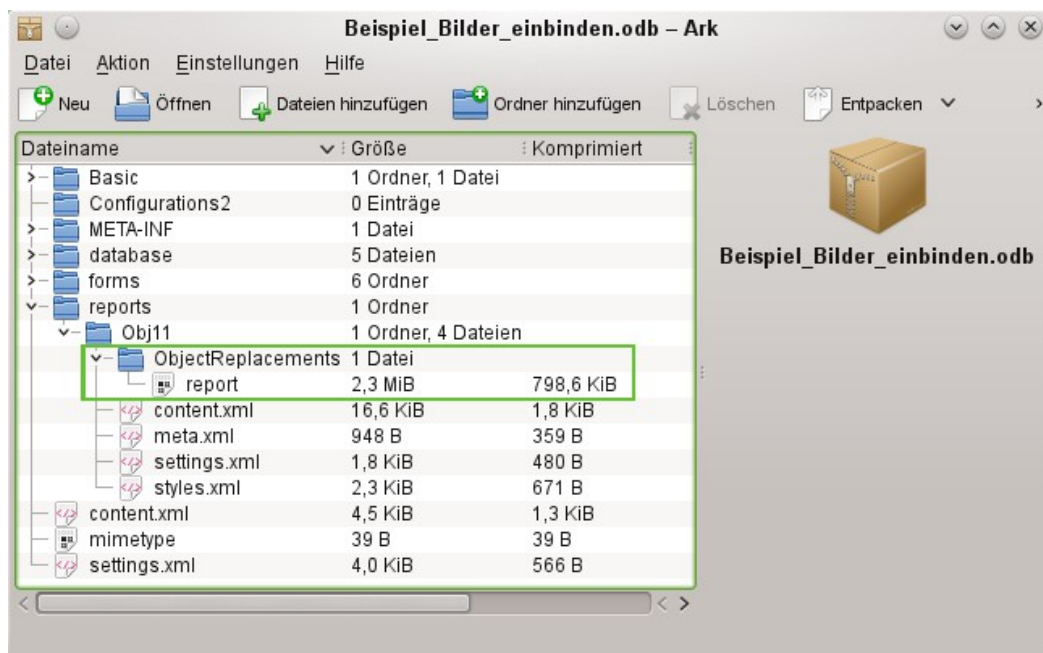 Beispiel_Bilder_einbinden.odb – Ark
Datei Aktion Einstellungen Hilfe
Neu Öffnen Dateien hinzufügen Ordner hinzufügen Löschen Entpacken
Dateiname Größe Komprimiert
Basic 1 Ordner, 1 Datei
Configurations2 0 Einträge
META-INF 1 Datei
database 5 Dateien
forms 6 Ordner
reports 1 Ordner
Obj11 1 Ordner, 4 Dateien
ObjectReplacements 1 Datei
report 2,3 MiB 798,6 KiB
content.xml 16,6 KiB 1,8 KiB
meta.xml 948 B 359 B
settings.xml 1,8 KiB 480 B
styles.xml 2,3 KiB 671 B
content.xml 4,5 KiB 1,3 KiB
mimetype 39 B 39 B
settings.xml 4,0 KiB 566 B
Beispiel_Bilder_einbinden.odb